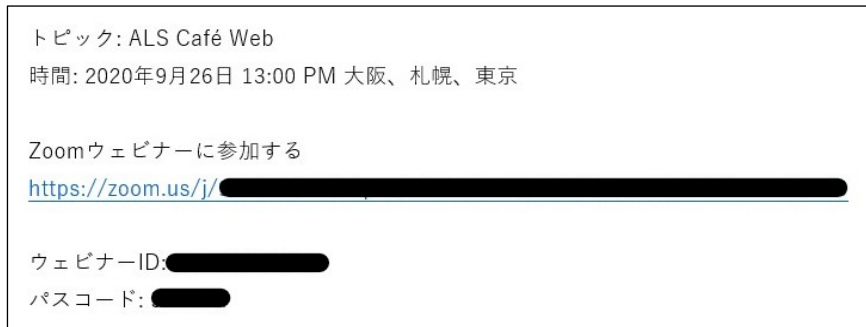 トピック: ALS Café Web
時間: 2020年9月26日 13:00 PM 大阪、札幌、東京
Zoomウェビナーに参加する
https://zoom.us/j/
ウェビナーID:
パスコード: